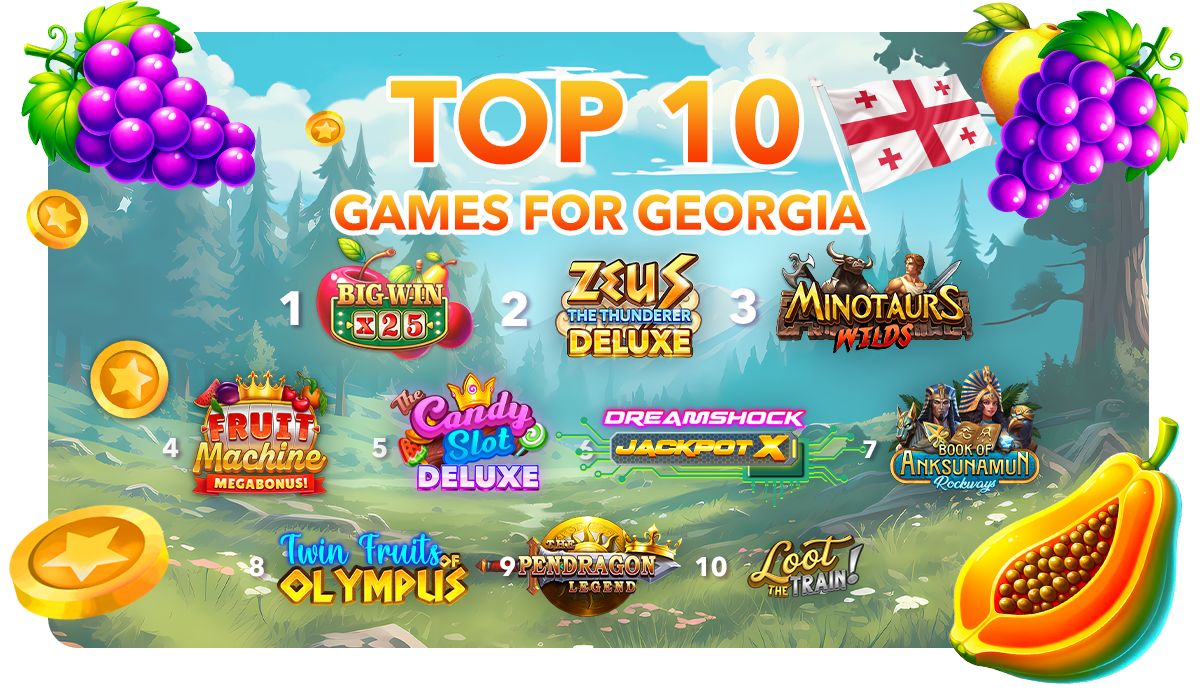 TOP 10
GAMES FOR GEORGIA
1
BIG WIN
x25
2
ZEUS
THE THUNDERER
DELUXE
3
MINOTAURS
WILDS
4
FRUIT
Machine
MEGABONUS!
5
The
Candy
Slot
DELUXE
6
DREAMSHOCK
JACKPOT X
7
BOOK OF
ANKSUNAMUN
Rockways
8
Twin Fruits OF
OLYMPUS
9
THE
PENDRAGON
LEGEND
10
Loot
THE TRAIN!